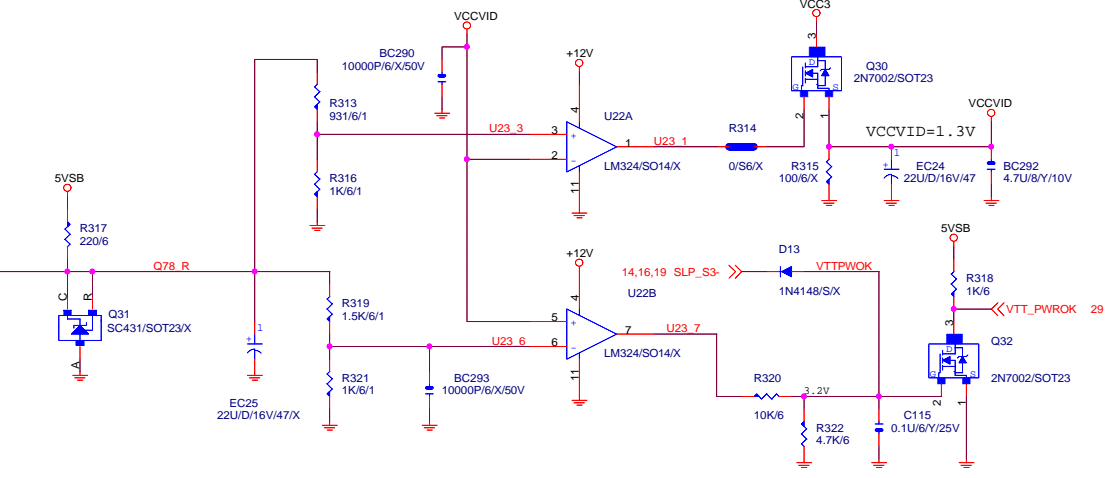 VCC3
VCCVID
BC290
10000P/6/X/50V
+12V
3
D
G
S
Q30
2N7002/SOT23
R313
931/6/1
4
U22A
2
1
VCCVID
U23_3
3
+
1
U23_1
R314
VCCVID=1.3V
2
-
LM324/SO14/X
0/S6/X
R315
100/6/X
1
+
EC24
22U/D/16V/47
BC292
4.7U/8/Y/10V
R316
1K/6/1
11
5VSB
R317
220/6
5VSB
+12V
D13
Q78_R
14,16,19 SLP_S3-
VTTPWOK
1N4148/S/X
R318
1K/6
U22B
C
R
Q31
SC431/SOT23/X
A
R319
1.5K/6/1
4
VTT_PWROK 29
1
+
5
+
7
U23_7
3
D
G
S
Q32
2N7002/SOT23
U23_6
6
-
LM324/SO14/X
11
R321
1K/6/1
BC293
10000P/6/X/50V
EC25
22U/D/16V/47/X
R320
10K/6
3.2V
2
1
R322
4.7K/6
C115
0.1U/6/Y/25V